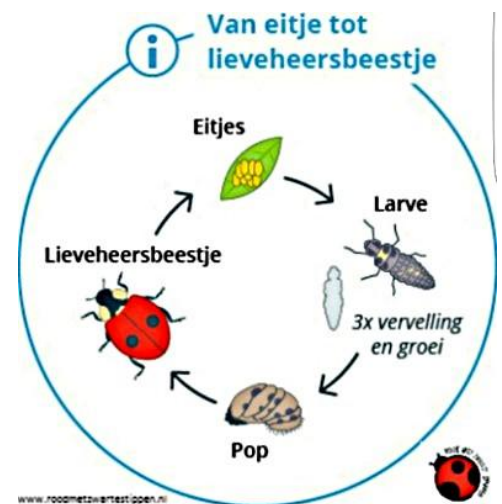 Van eitje tot
lieveheersbeestje
Eitjes
Larve
Lieveheersbeestje
3x vervelling
en groei
Pop
www.roodmetzwartestippen.nl